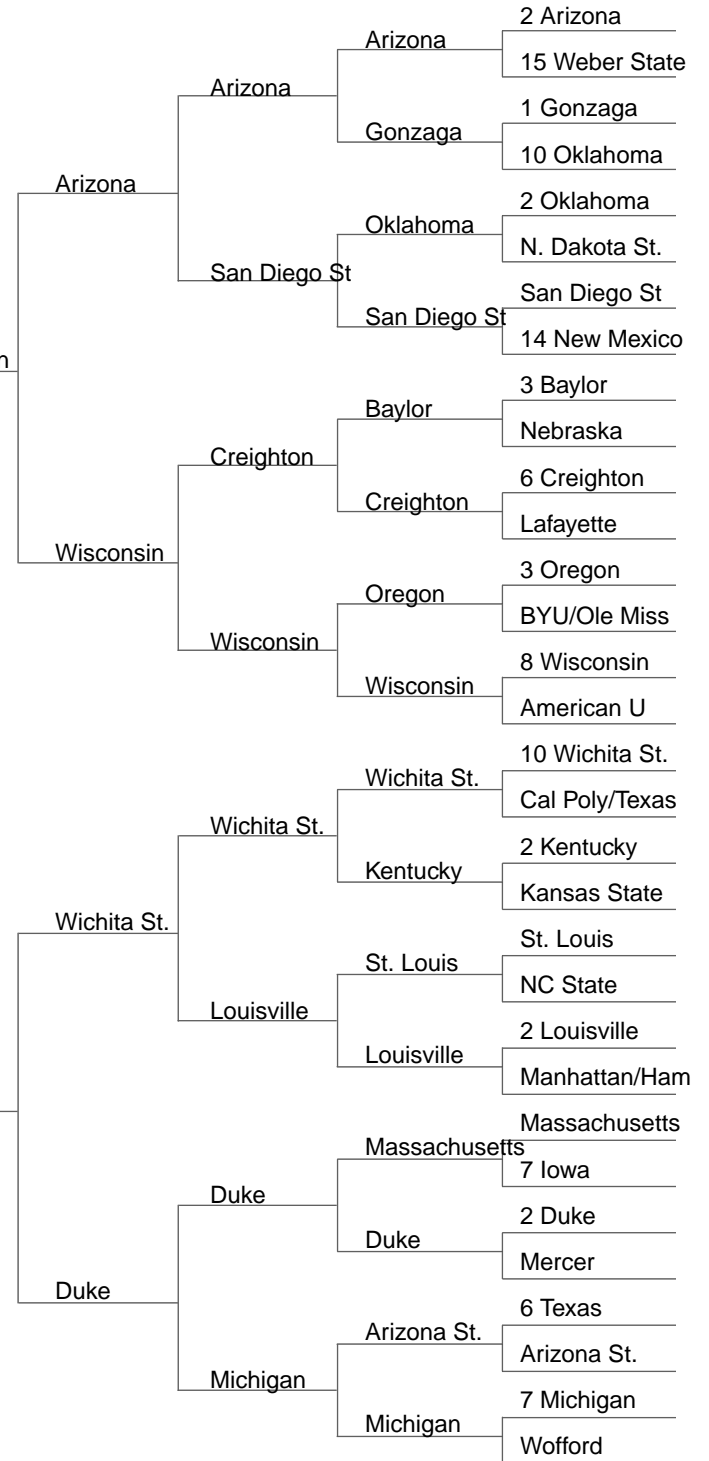 2 Arizona
Arizona
15 Weber State
Arizona
1 Gonzaga
Gonzaga
10 Oklahoma
Arizona
2 Oklahoma
Oklahoma
N. Dakota St.
San Diego St
San Diego St
San Diego St
14 New Mexico
n
3 Baylor
Baylor
Nebraska
Creighton
6 Creighton
Creighton
Lafayette
Wisconsin
3 Oregon
Oregon
BYU/Ole Miss
Wisconsin
8 Wisconsin
Wisconsin
American U
10 Wichita St.
Wichita St.
Cal Poly/Texas
Wichita St.
2 Kentucky
Kentucky
Kansas State
Wichita St.
St. Louis
St. Louis
NC State
Louisville
2 Louisville
Louisville
Manhattan/Ham
Massachusetts
Massachusetts
7 Iowa
Duke
2 Duke
Duke
Mercer
Duke
6 Texas
Arizona St.
Arizona St.
Michigan
7 Michigan
Michigan
Wofford